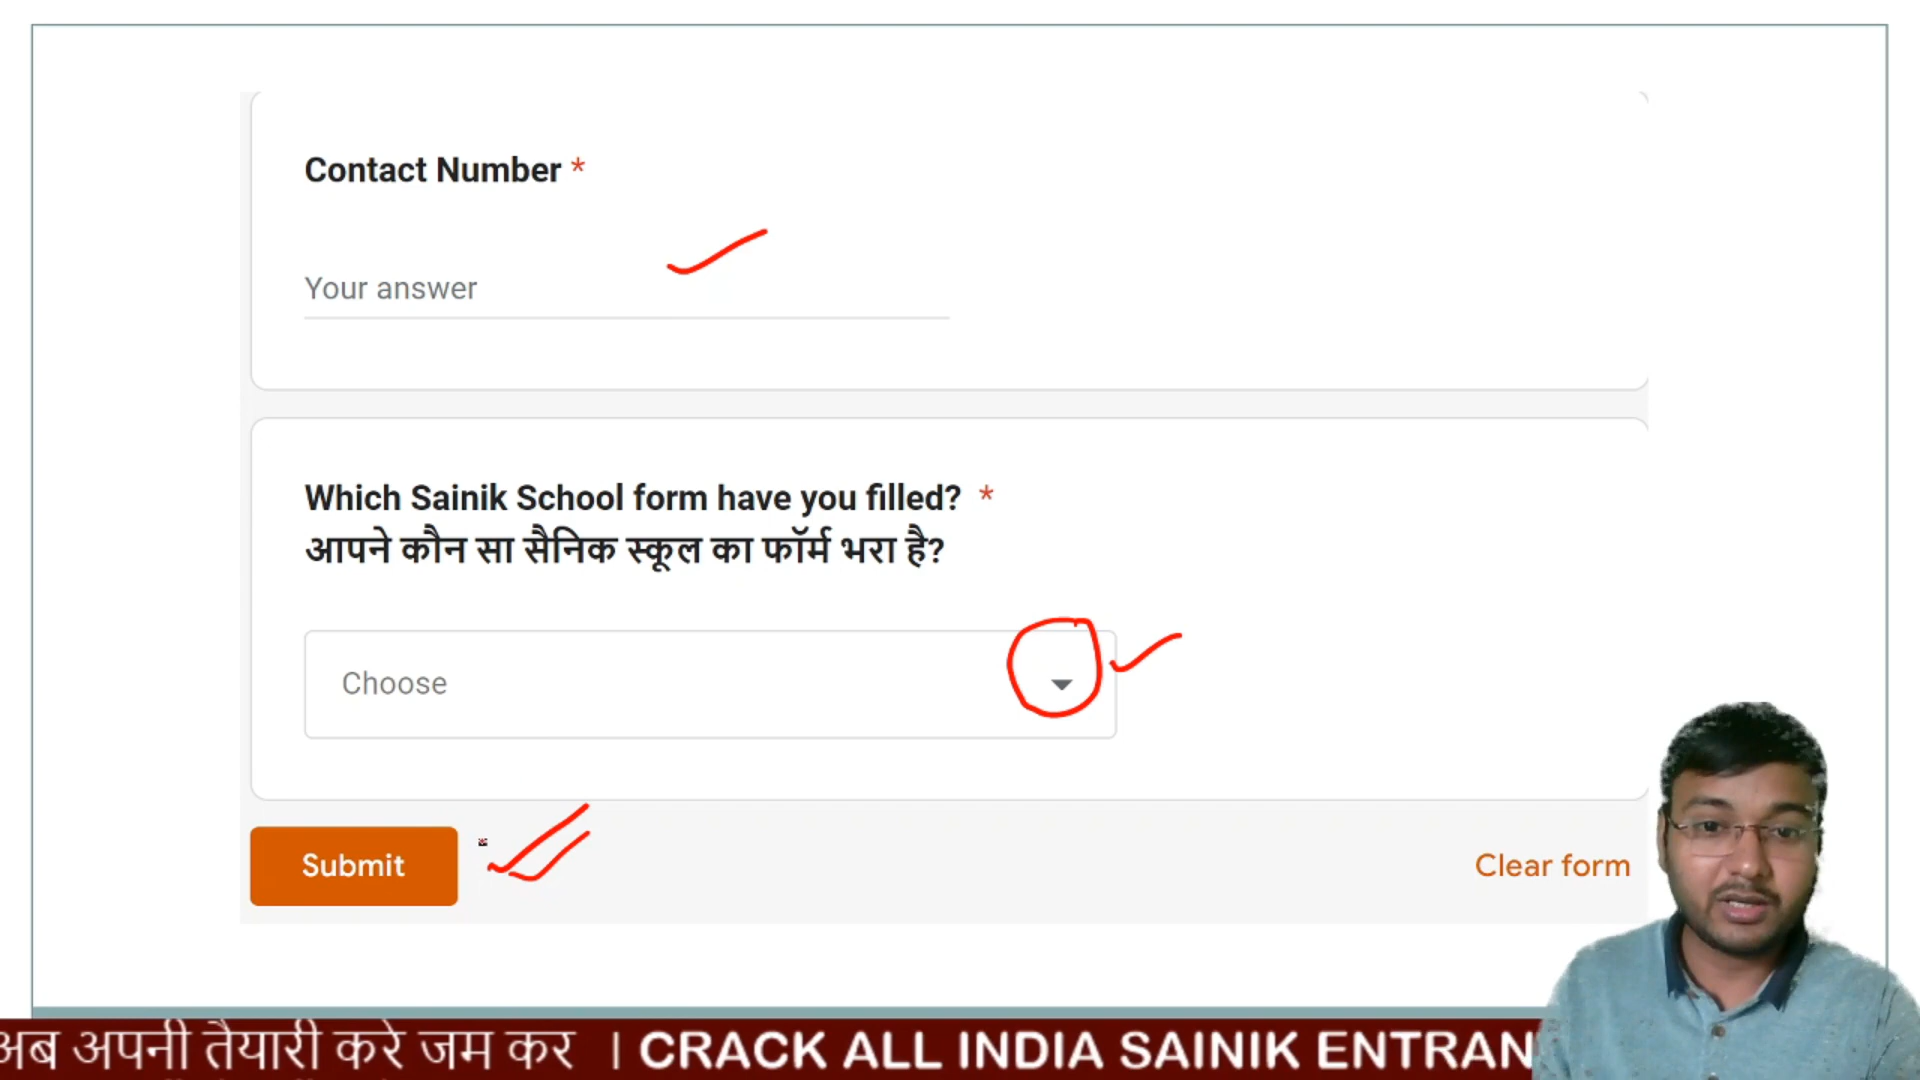 Contact Number *
Your answer
Which Sainik School form have you filled? *
आपने कौन सा सैनिक स्कूल का फॉर्म भरा है?
Choose
Submit
Clear form
अब अपनी तैयारी करे जम कर | CRACK ALL INDIA SAINIK ENTRAN